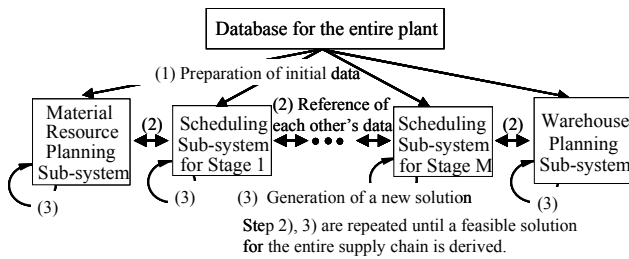 Database for the entire plant
(1) Preparation of initial data
Material
Resource
Planning
Sub-system
(2)
Scheduling
Sub-system
for Stage 1
(2) Reference of
each other's data
Scheduling
Sub-system
for Stage M
(2)
Warehouse
Planning
Sub-system
(3)
(3)
(3) Generation of a new solution
(3)
Step 2), 3) are repeated until a feasible solution
for the entire supply chain is derived.